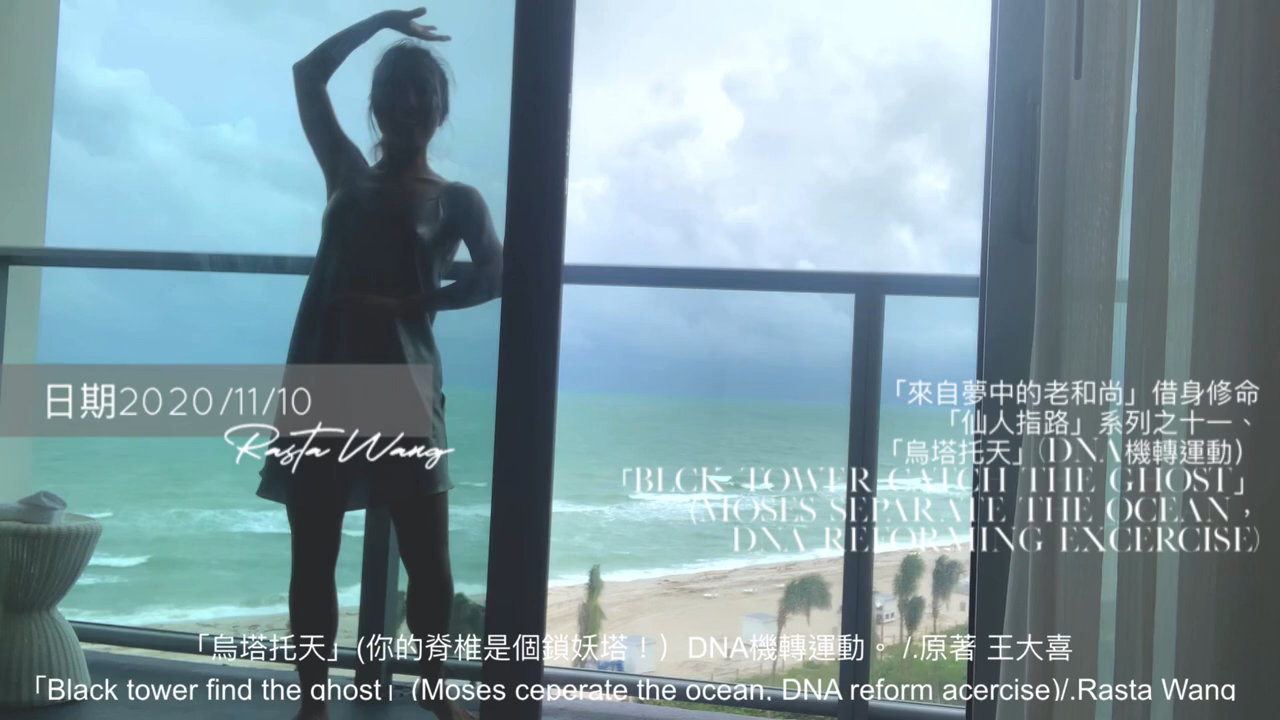 日期2020/11/10
Rasta Wang
「來自夢中的老和尚」借身修命
「仙人指路」系列之十一、
「烏塔托天」(DNA機轉運動)
「BLCK TOWER CATCH THE GHOST」
(MOSES SEPARATE THE OCEAN,
DNA REFORMING EXCERCISE)
「烏塔托天」(你的脊椎是個鎖妖塔！) DNA機轉運動。 /.原著 王大喜
「Black tower find the ghost」(Moses ceperate the ocean, DNA reform acercise)/.Rasta Wang